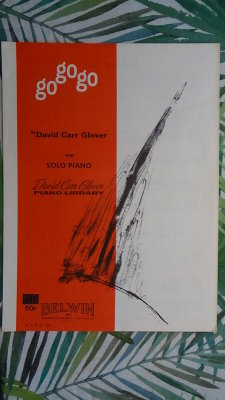 go go go
BY David Carr Glover
FOR
SOLO PIANO
David Carr Glover
PIANO LIBRARY
50¢
BELWIN